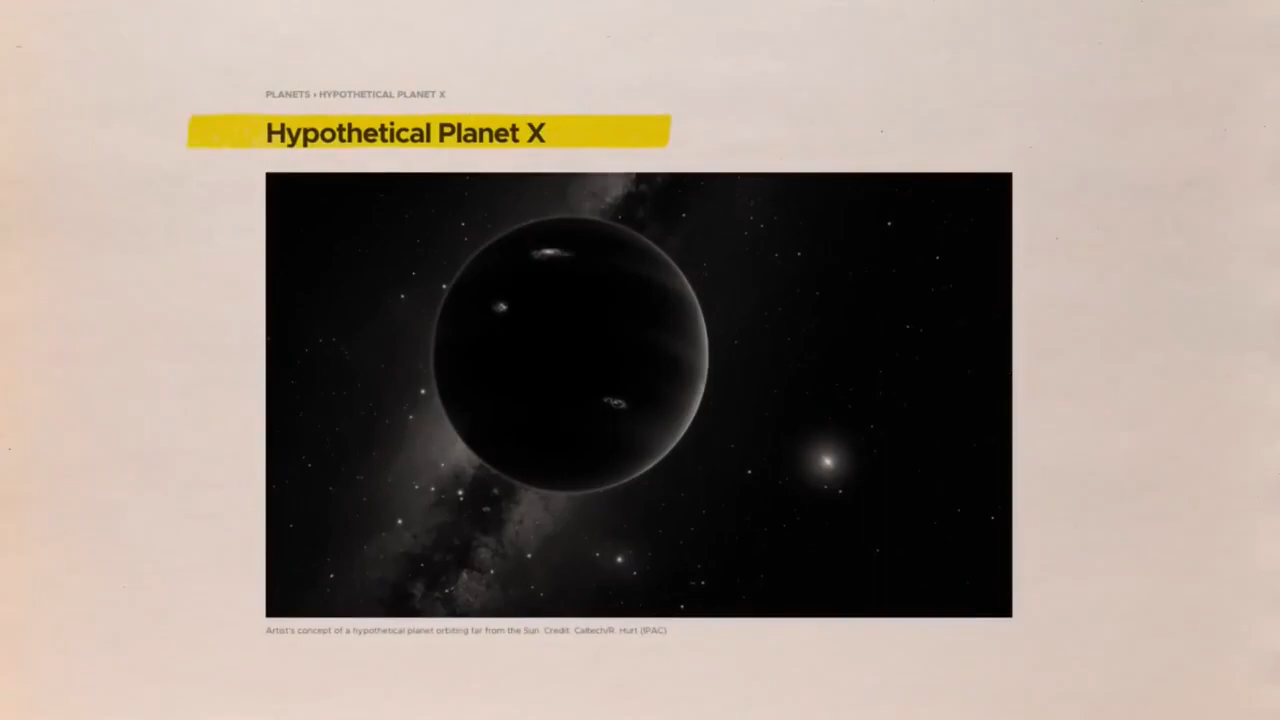 PLANETS › HYPOTHETICAL PLANET X
Hypothetical Planet X
Artist's concept of a hypothetical planet orbiting far from the Sun. Credit: Caltech/R. Hurt (IPAC)